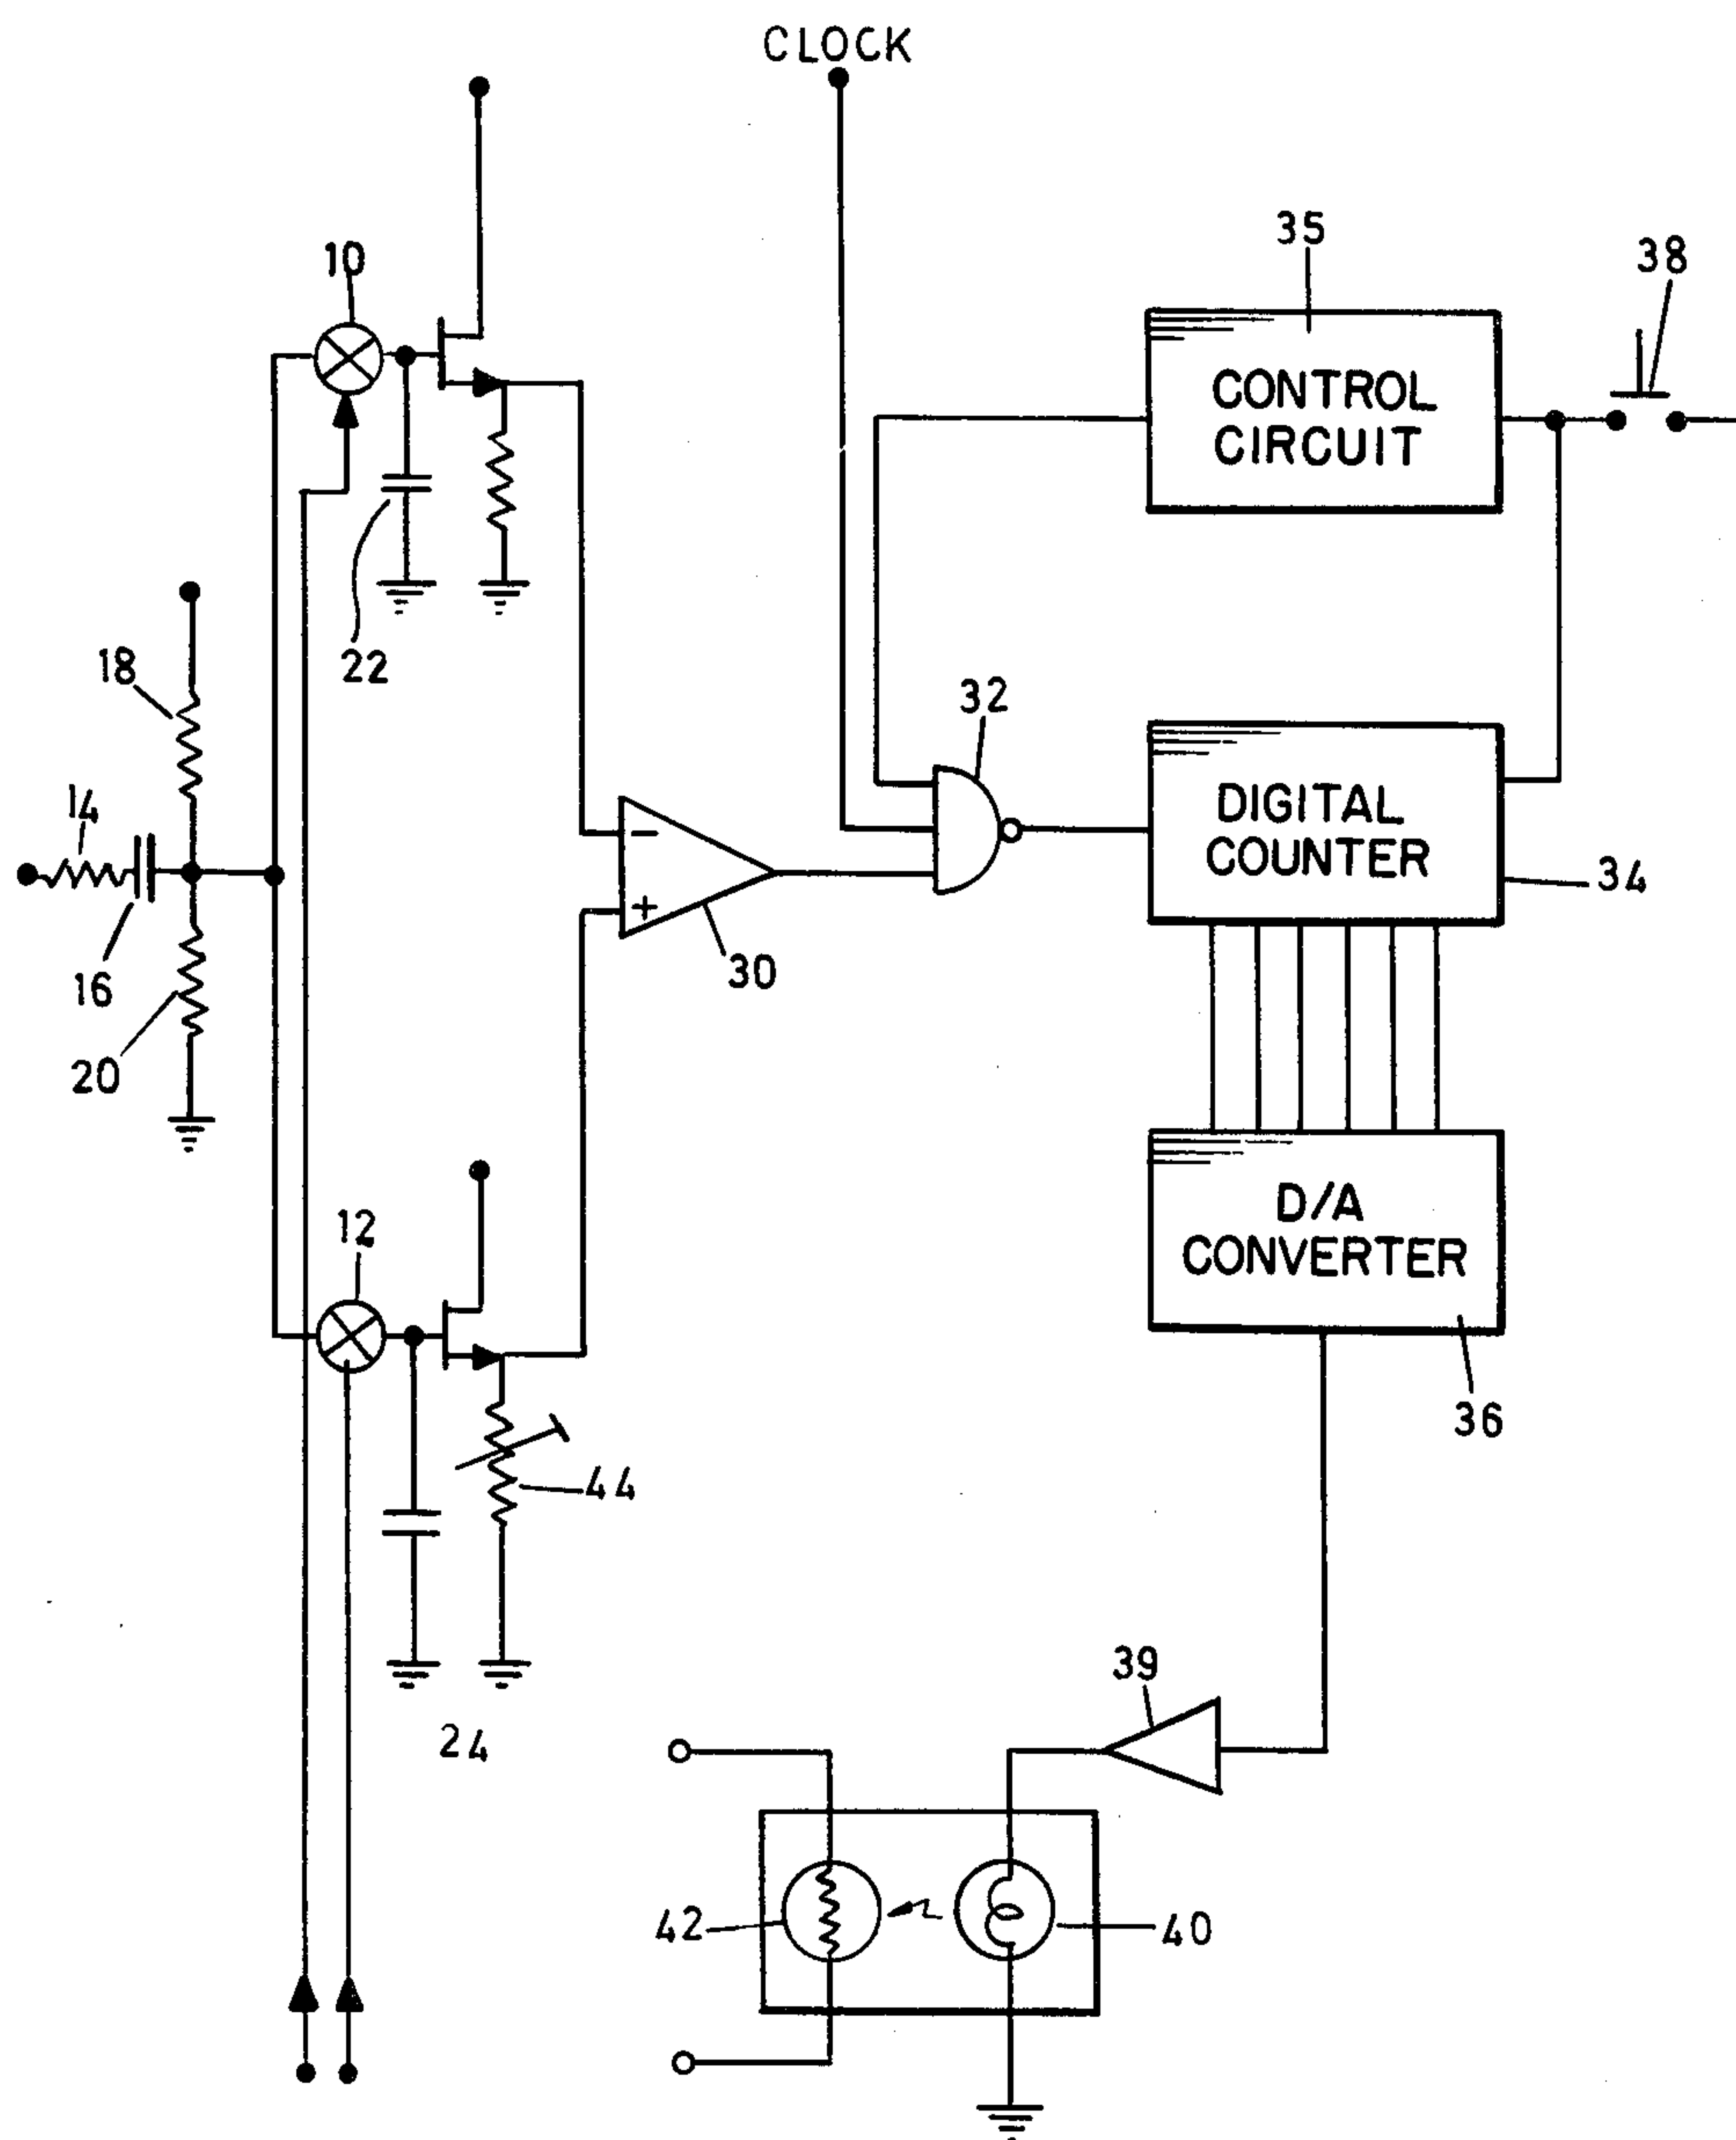 CLOCK
10
35
38
CONTROL
CIRCUIT
22
18
32
14
DIGITAL
COUNTER
34
-
+
16
30
20
12
D/A
CONVERTER
36
44
39
24
42
40